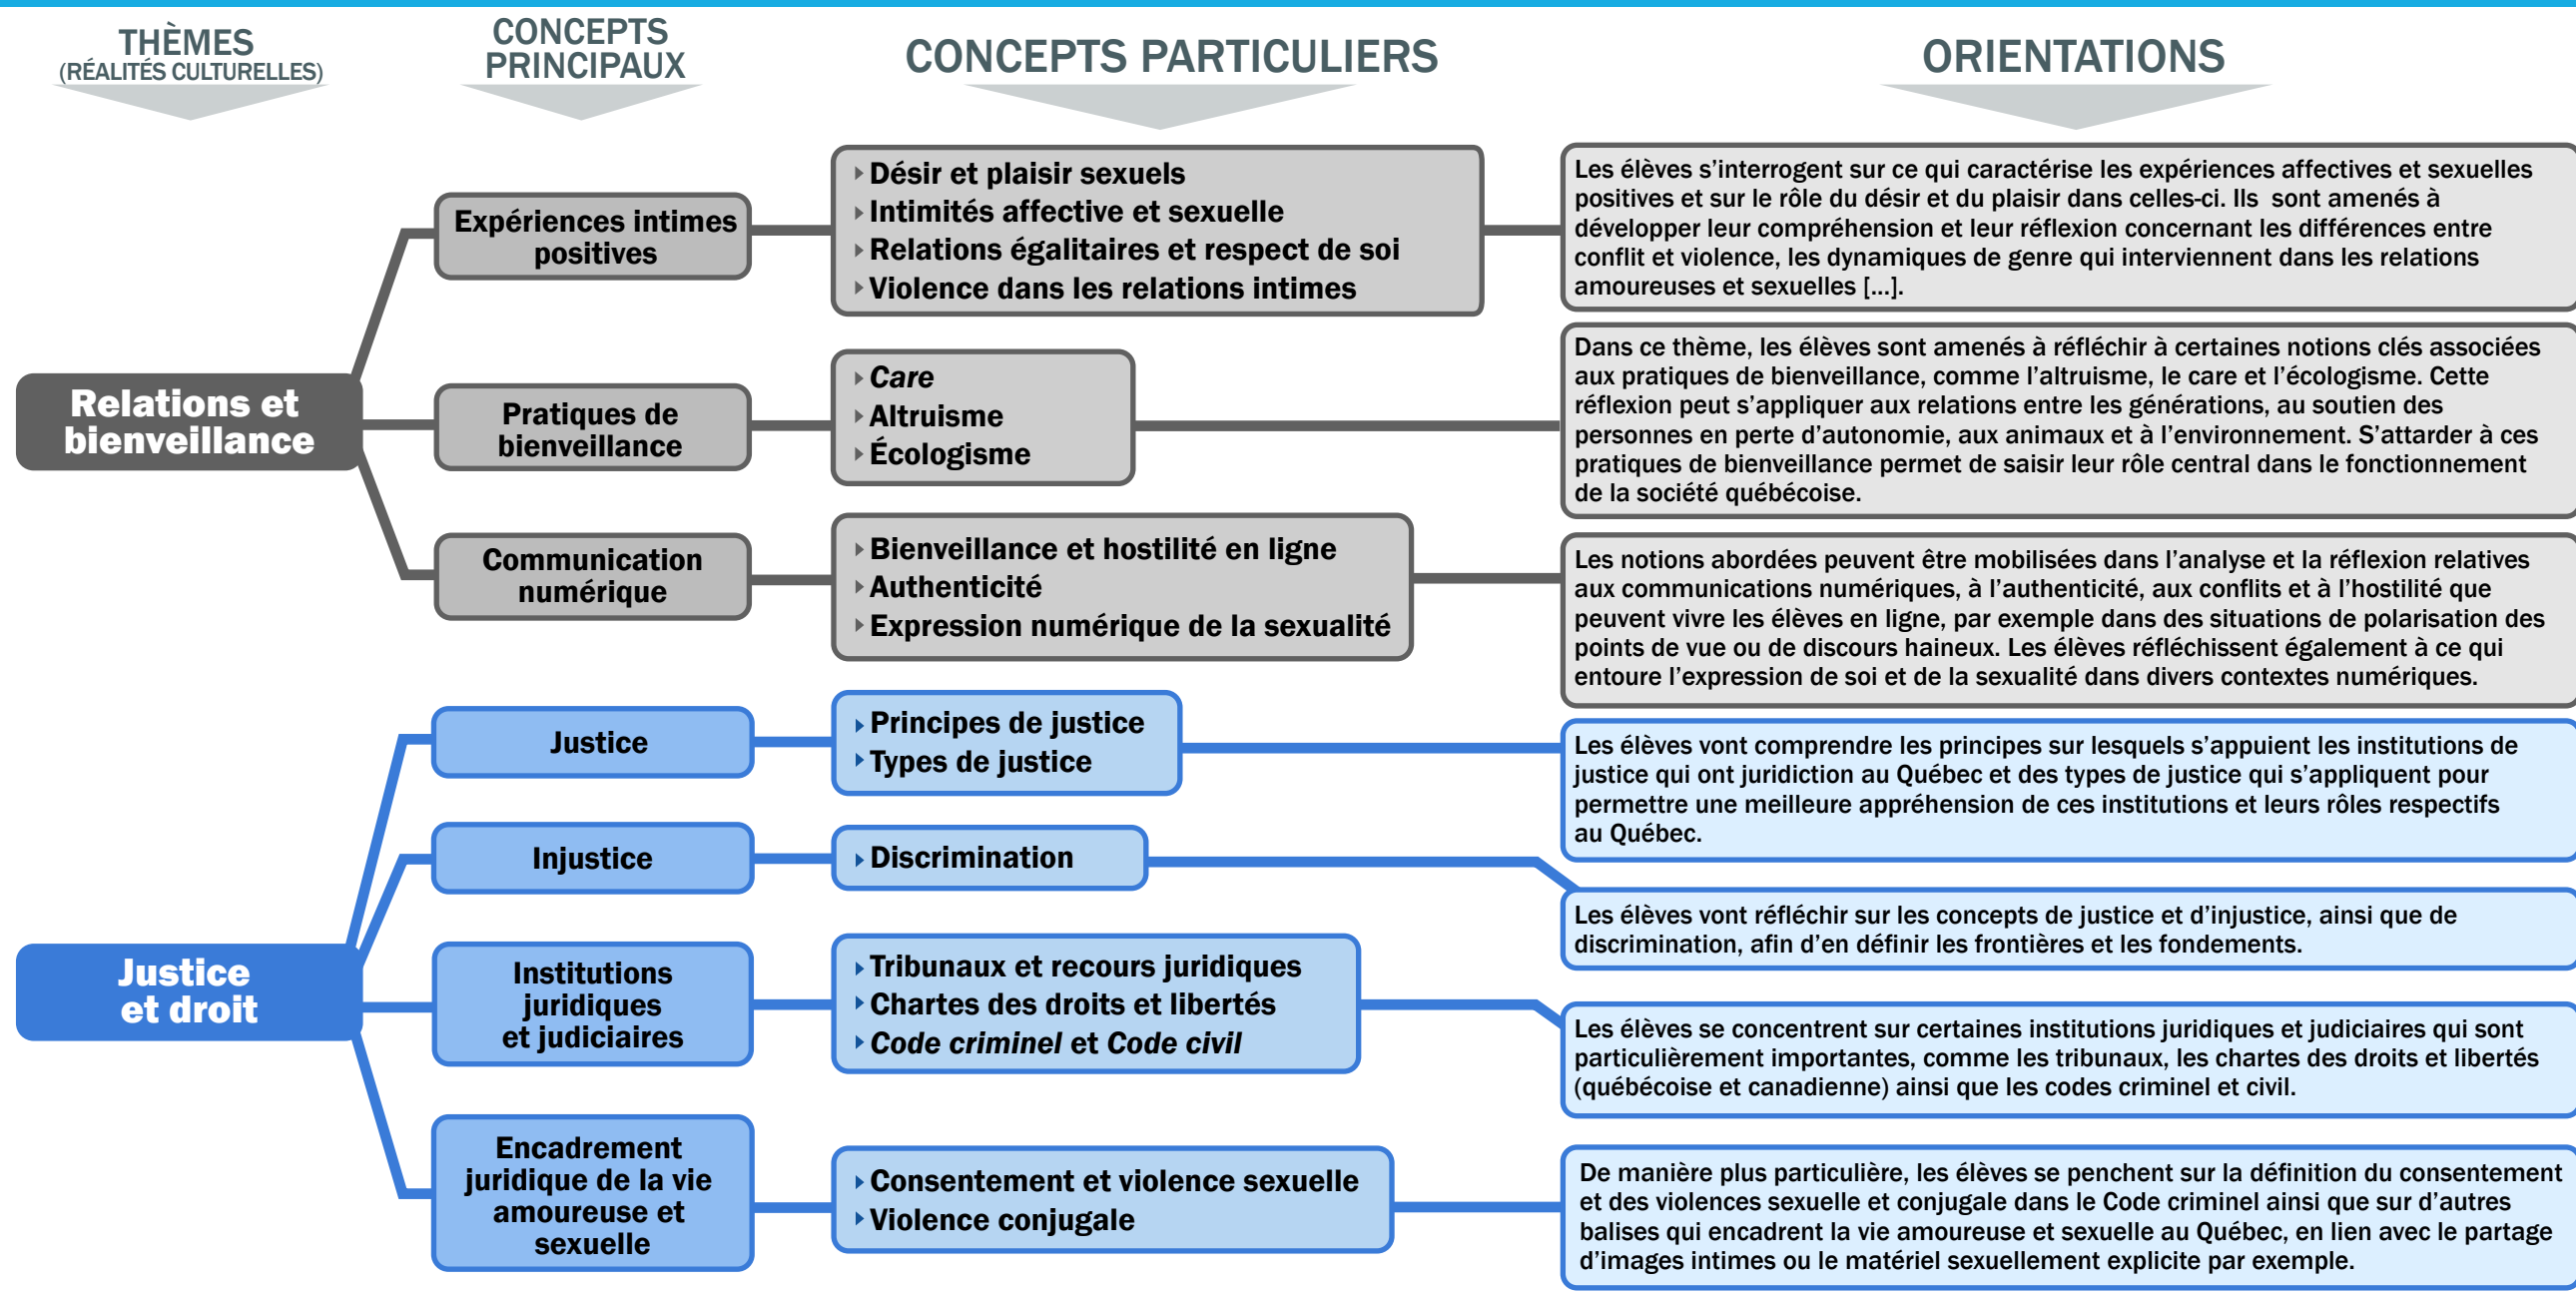 THÈMES
(RÉALITÉS CULTURELLES)
CONCEPTS
PRINCIPAUX
CONCEPTS PARTICULIERS
ORIENTATIONS
Relations et
bienveillance
Expériences intimes
positives
Désir et plaisir sexuels
Intimités affective et sexuelle
Relations égalitaires et respect de soi
Violence dans les relations intimes
Les élèves s’interrogent sur ce qui caractérise les expériences affectives et sexuelles
positives et sur le rôle du désir et du plaisir dans celles-ci. Ils sont amenés à
développer leur compréhension et leur réflexion concernant les différences entre
conflit et violence, les dynamiques de genre qui interviennent dans les relations
amoureuses et sexuelles [...].
Pratiques de
bienveillance
Care
Altruisme
Écologisme
Dans ce thème, les élèves sont amenés à réfléchir à certaines notions clés associées
aux pratiques de bienveillance, comme l’altruisme, le care et l’écologisme. Cette
réflexion peut s’appliquer aux relations entre les générations, au soutien des
personnes en perte d’autonomie, aux animaux et à l’environnement. S’attarder à ces
pratiques de bienveillance permet de saisir leur rôle central dans le fonctionnement
de la société québécoise.
Communication
numérique
Bienveillance et hostilité en ligne
Authenticité
Expression numérique de la sexualité
Les notions abordées peuvent être mobilisées dans l’analyse et la réflexion relatives
aux communications numériques, à l’authenticité, aux conflits et à l’hostilité que
peuvent vivre les élèves en ligne, par exemple dans des situations de polarisation des
points de vue ou de discours haineux. Les élèves réfléchissent également à ce qui
entoure l’expression de soi et de la sexualité dans divers contextes numériques.
Justice
et droit
Justice
Principes de justice
Types de justice
Les élèves vont comprendre les principes sur lesquels s’appuient les institutions de
justice qui ont juridiction au Québec et des types de justice qui s’appliquent pour
permettre une meilleure appréhension de ces institutions et leurs rôles respectifs
au Québec.
Injustice
Discrimination
Les élèves vont réfléchir sur les concepts de justice et d’injustice, ainsi que de
discrimination, afin d’en définir les frontières et les fondements.
Institutions
juridiques
et judiciaires
Tribunaux et recours juridiques
Chartes des droits et libertés
Code criminel et Code civil
Les élèves se concentrent sur certaines institutions juridiques et judiciaires qui sont
particulièrement importantes, comme les tribunaux, les chartes des droits et libertés
(québécoise et canadienne) ainsi que les codes criminel et civil.
Encadrement
juridique de la vie
amoureuse et
sexuelle
Consentement et violence sexuelle
Violence conjugale
De manière plus particulière, les élèves se penchent sur la définition du consentement
et des violences sexuelle et conjugale dans le Code criminel ainsi que sur d’autres
balises qui encadrent la vie amoureuse et sexuelle au Québec, en lien avec le partage
d’images intimes ou le matériel sexuellement explicite par exemple.